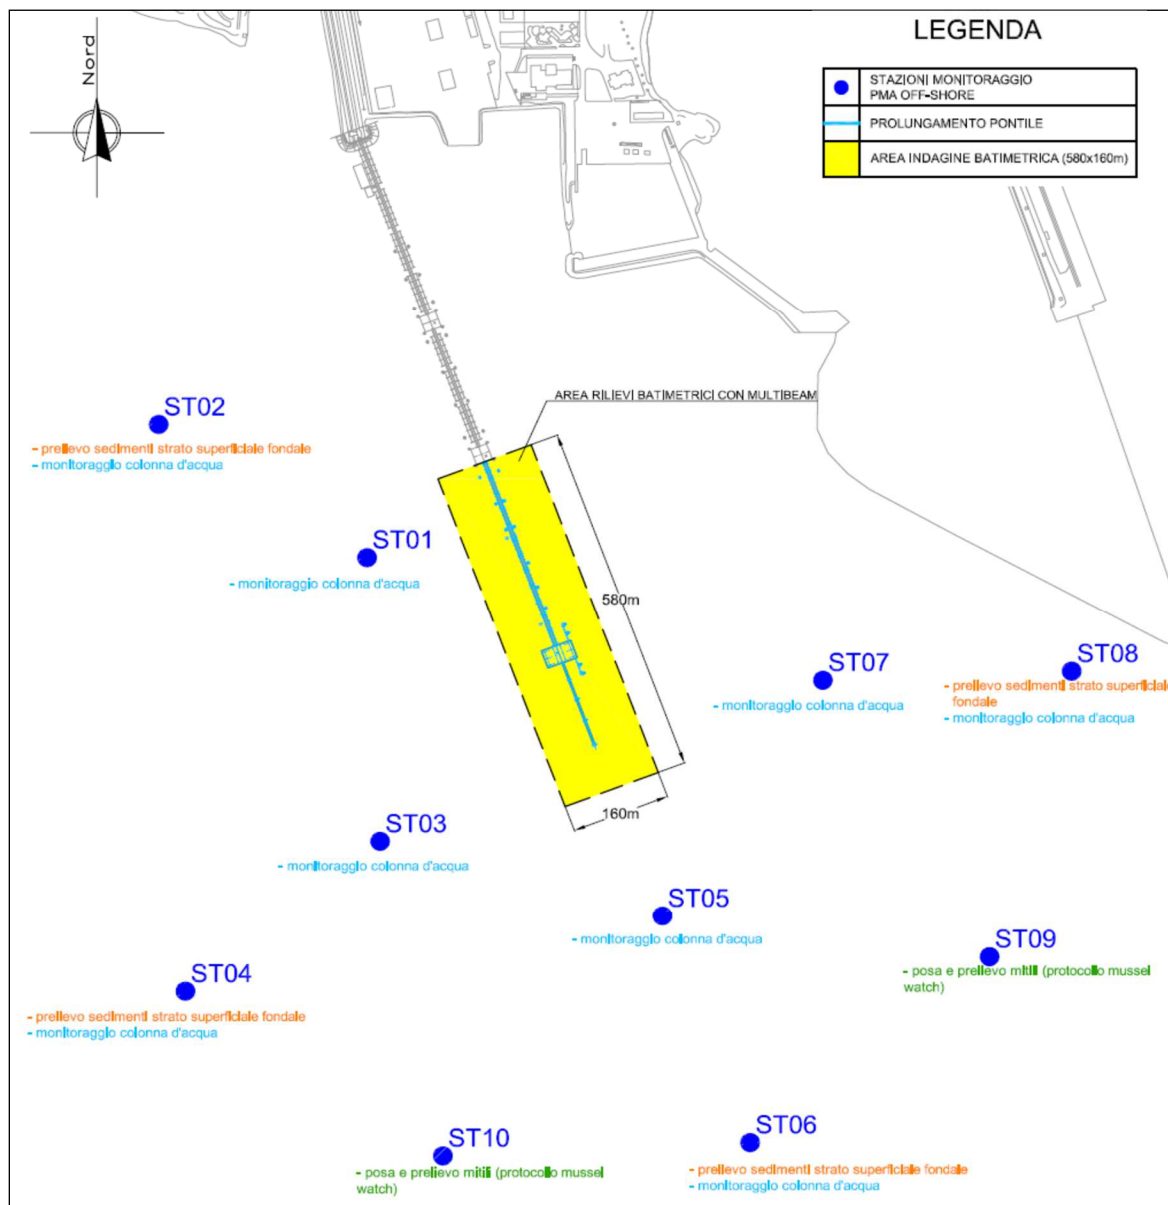 LEGENDA
Nord
STAZIONI MONITORAGGIO
PMA OFF-SHORE
PROLUNGAMENTO PONTILE
AREA INDAGINE BATIMETRICA (580x160m)
AREA RILIEVI BATIMETRICI CON MULTIBEAM
ST02
- prelievo sedimenti strato superficiale fondale
- monitoraggio colonna d'acqua
ST01
- monitoraggio colonna d'acqua
580m
ST07
- monitoraggio colonna d'acqua
ST08
- prelievo sedimenti strato superficiale
fondale
- monitoraggio colonna d'acqua
160m
ST03
- monitoraggio colonna d'acqua
ST05
- monitoraggio colonna d'acqua
ST09
- posa e prelievo mitili (protocollo mussel
watch)
ST04
- prelievo sedimenti strato superficiale fondale
- monitoraggio colonna d'acqua
ST10
- posa e prelievo mitili (protocollo mussel
watch)
ST06
- prelievo sedimenti strato superficiale fondale
- monitoraggio colonna d'acqua